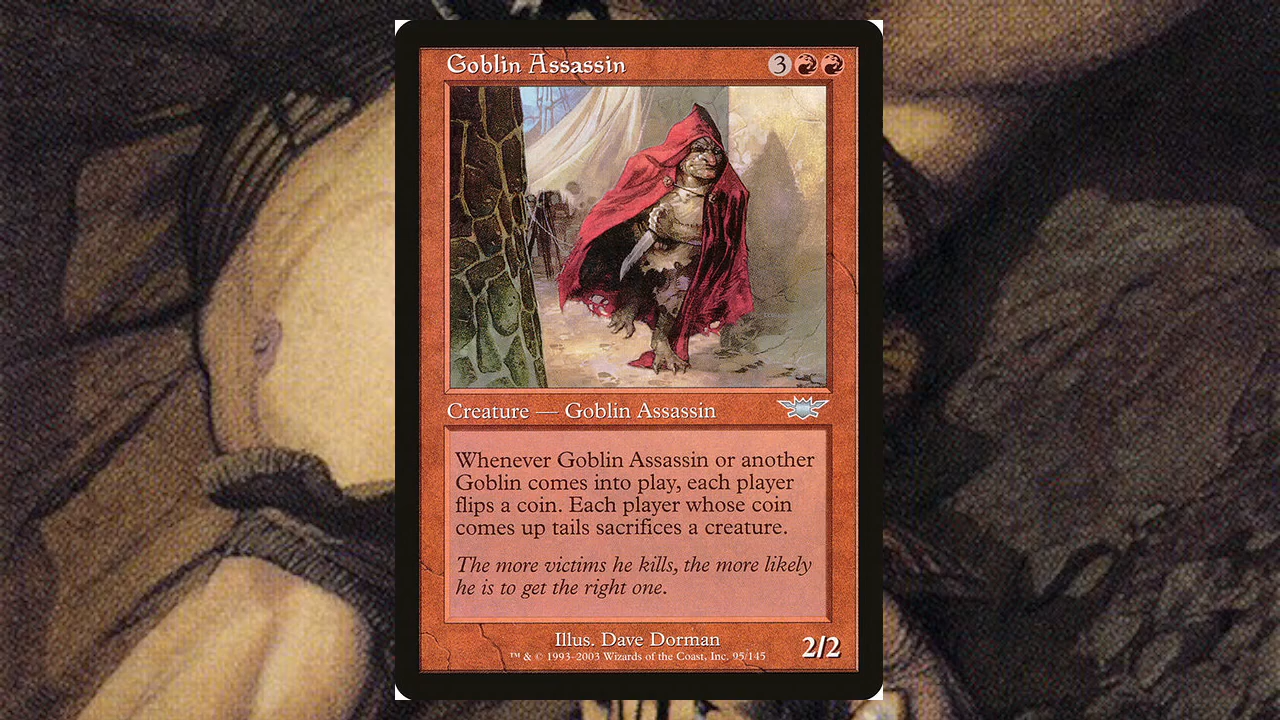 Goblin Assassin 3
Creature — Goblin Assassin
Whenever Goblin Assassin or another
Goblin comes into play, each player
flips a coin. Each player whose coin
comes up tails sacrifices a creature.
The more victims he kills, the more likely
he is to get the right one.
Illus. Dave Dorman
™ & © 1993–2003 Wizards of the Coast, Inc. 95/145
2/2